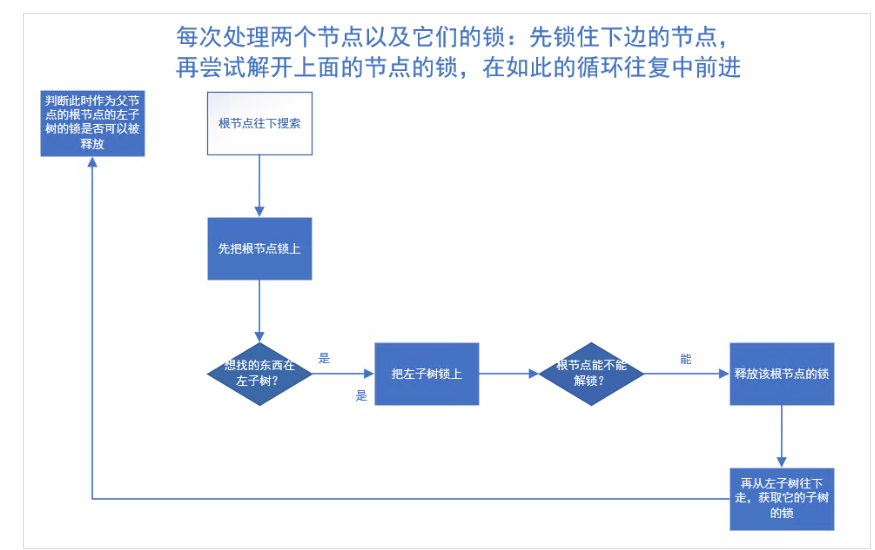 每次处理两个节点以及它们的锁：先锁住下边的节点，
再尝试解开上面的节点的锁，在如此的循环往复中前进
判断此时作为父节
点的根节点的左子
树的锁是否可以被
释放
根节点往下搜索
先把根节点锁上
想找的东西在
左子树？
是
是
把左子树锁上
根节点能不能
解锁？
能
释放该根节点的锁
再从左子树往下
走，获取它的子树
的锁